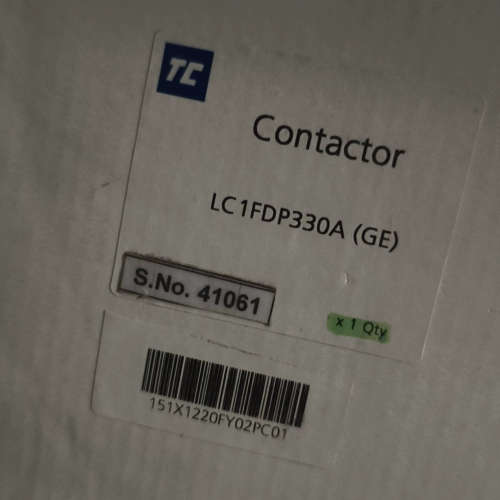 TC
Contactor
LC1FDP330A (GE)
S.No. 41061
x 1 Qty
151X1220FY02PC01